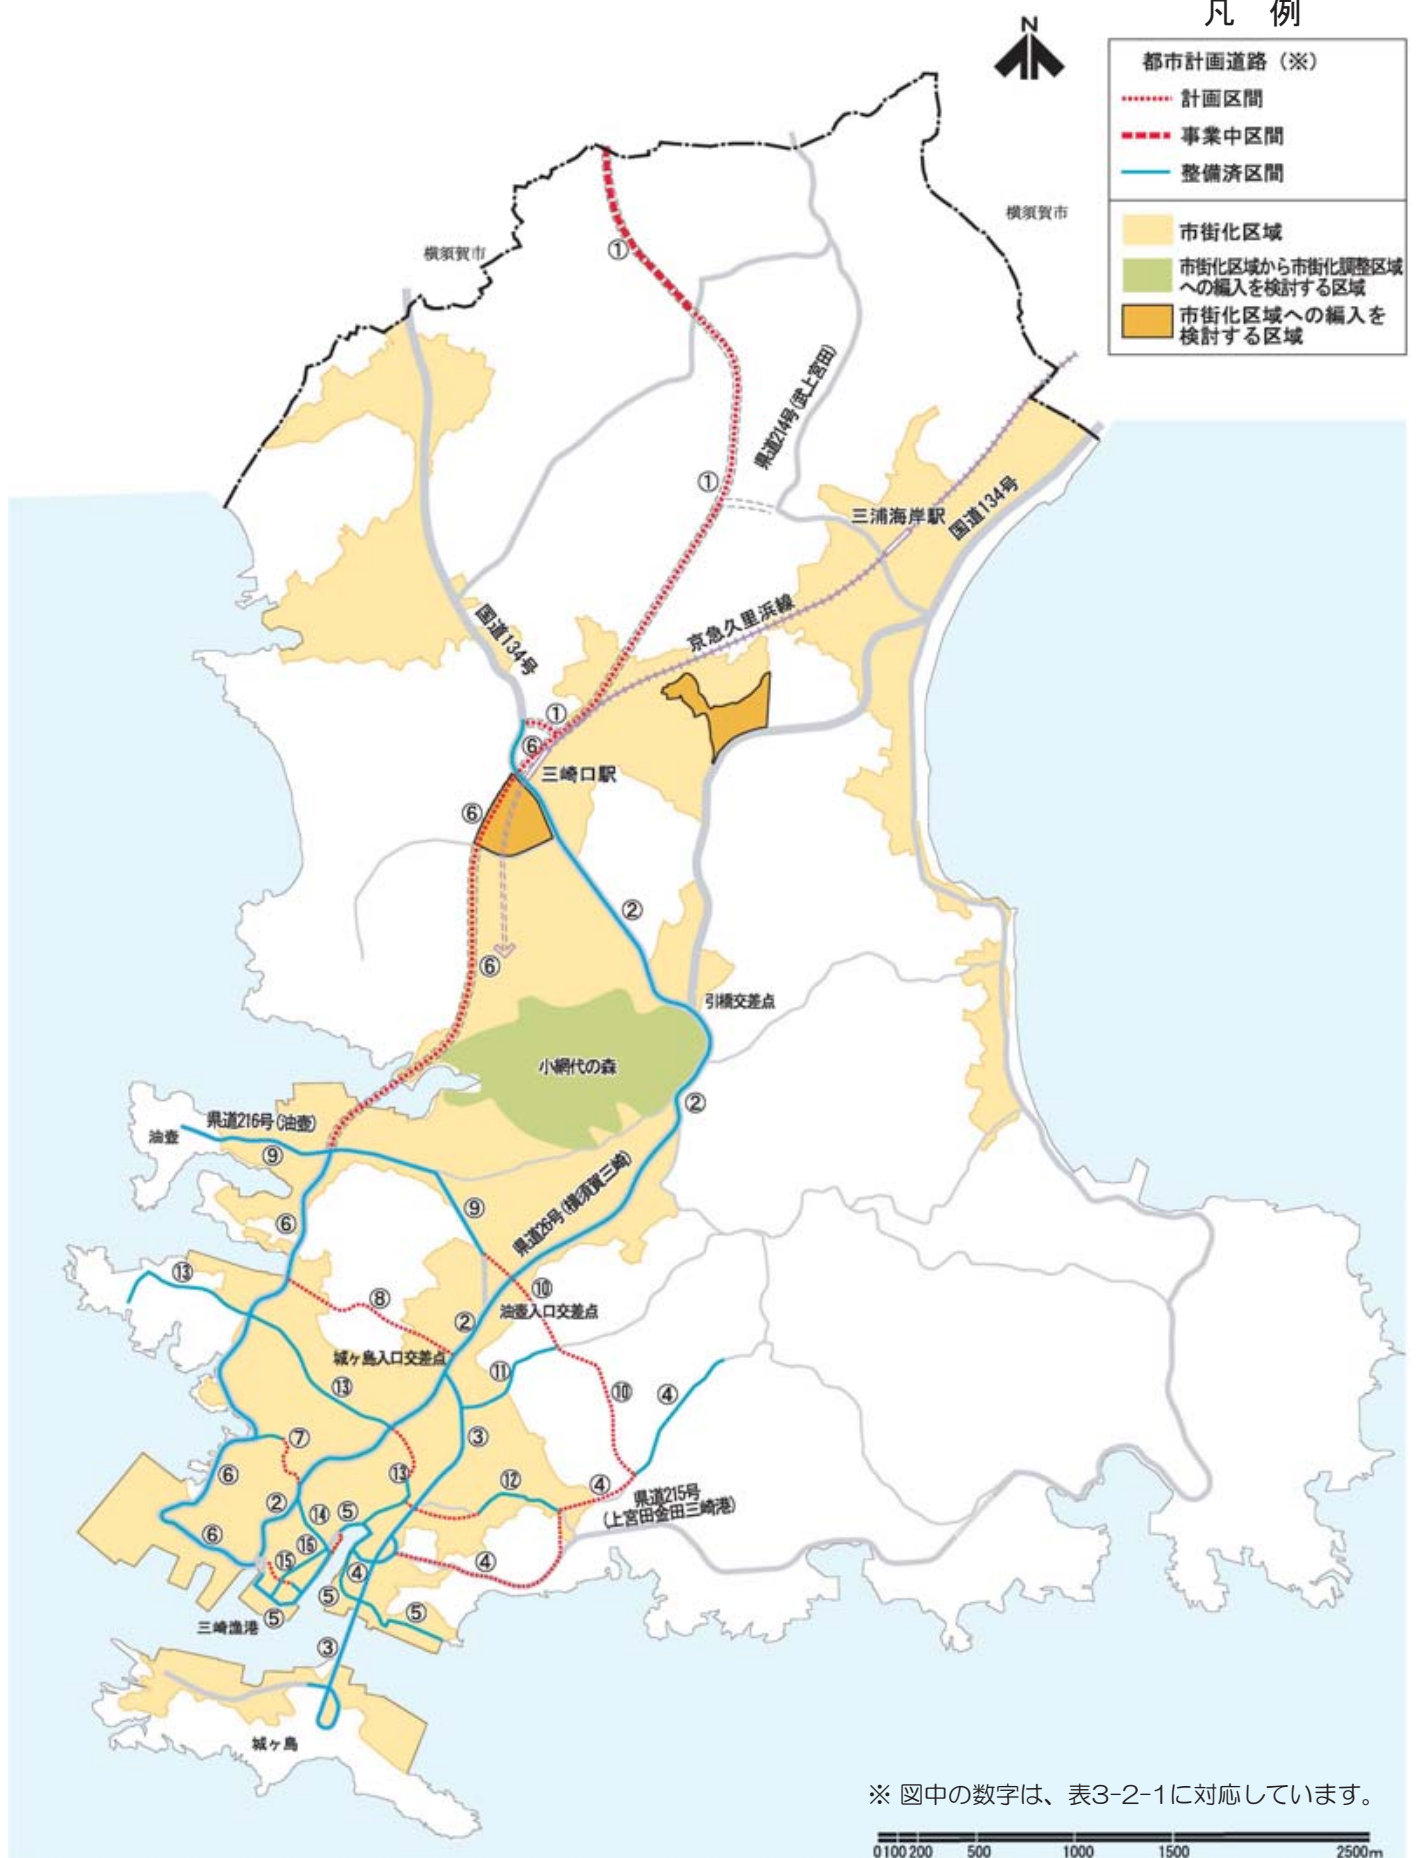 凡 例
N
都市計画道路（※）
計画区間
事業中区間
整備済区間
市街化区域
市街化区域から市街化調整区域
への編入を検討する区域
市街化区域への編入を
検討する区域
横須賀市
横須賀市
①
県道214号(武上宮田)
①
三浦海岸駅
国道134号
京急久里浜線
国道134号
①
⑥
三崎口駅
⑥
②
⑥
引橋交差点
小網代の森
②
県道216号(油壺)
油壺
⑨
⑨
県道26号(横須賀三崎)
⑥
⑬
⑧
⑩
油壺入口交差点
②
城ヶ島入口交差点
⑪
⑬
⑩
④
③
⑦
⑥
⑬
⑫
④
県道215号
(上宮田金田三崎港)
②
⑭
⑤
⑥
⑯
⑮
④
④
⑤
⑤
⑤
三崎漁港
③
城ヶ島
※ 図中の数字は、表3-2-1に対応しています。
0 100 200 500 1000 1500 2500m